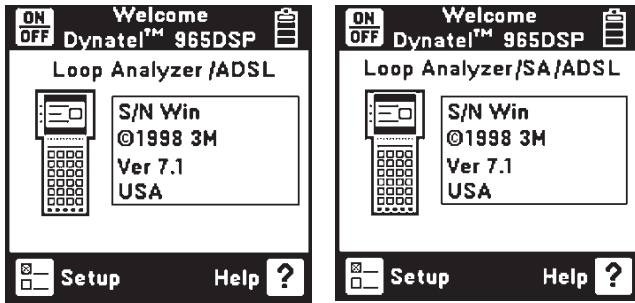 ON
OFF
Welcome
Dynatel™ 965DSP
Loop Analyzer /ADSL
S/N Win
©1998 3M
Ver 7.1
USA
Setup
Help ?
ON
OFF
Welcome
Dynatel™ 965DSP
Loop Analyzer/SA/ADSL
S/N Win
©1998 3M
Ver 7.1
USA
Setup
Help ?